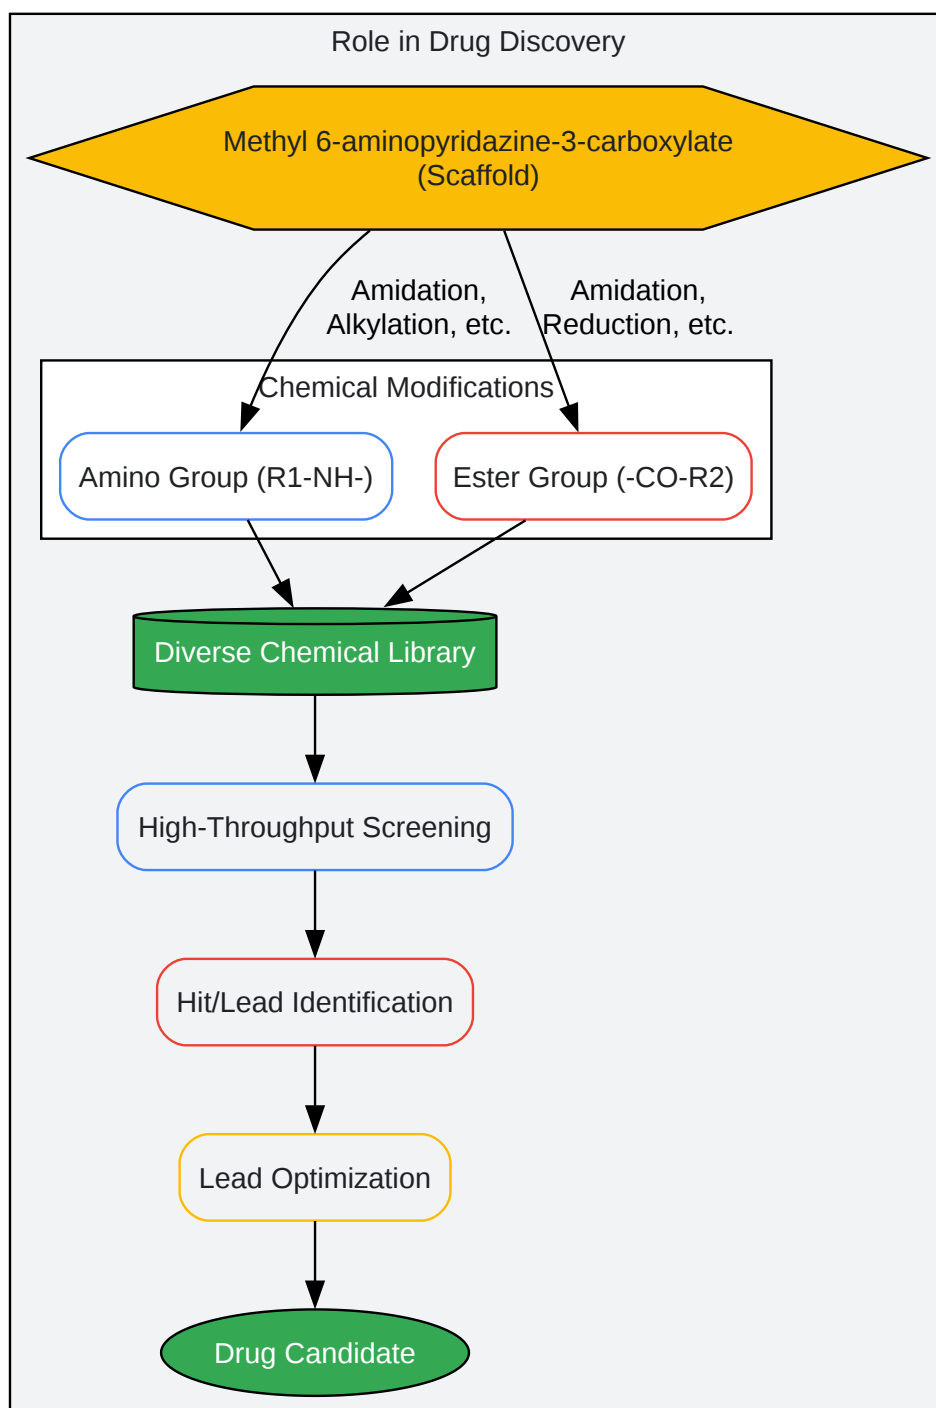 Role in Drug Discovery
Methyl 6-aminopyridazine-3-carboxylate
(Scaffold)
Amidation,
Alkylation, etc.
Amidation,
Reduction, etc.
Chemical Modifications
Amino Group (R1-NH-)
Ester Group (-CO-R2)
Diverse Chemical Library
High-Throughput Screening
Hit/Lead Identification
Lead Optimization
Drug Candidate